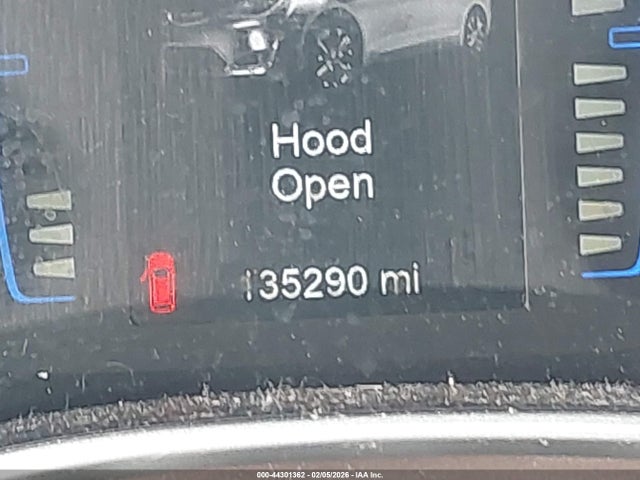 Hood
Open
135290 mi
000-44301362 - 02/05/2026 - IAA Inc.